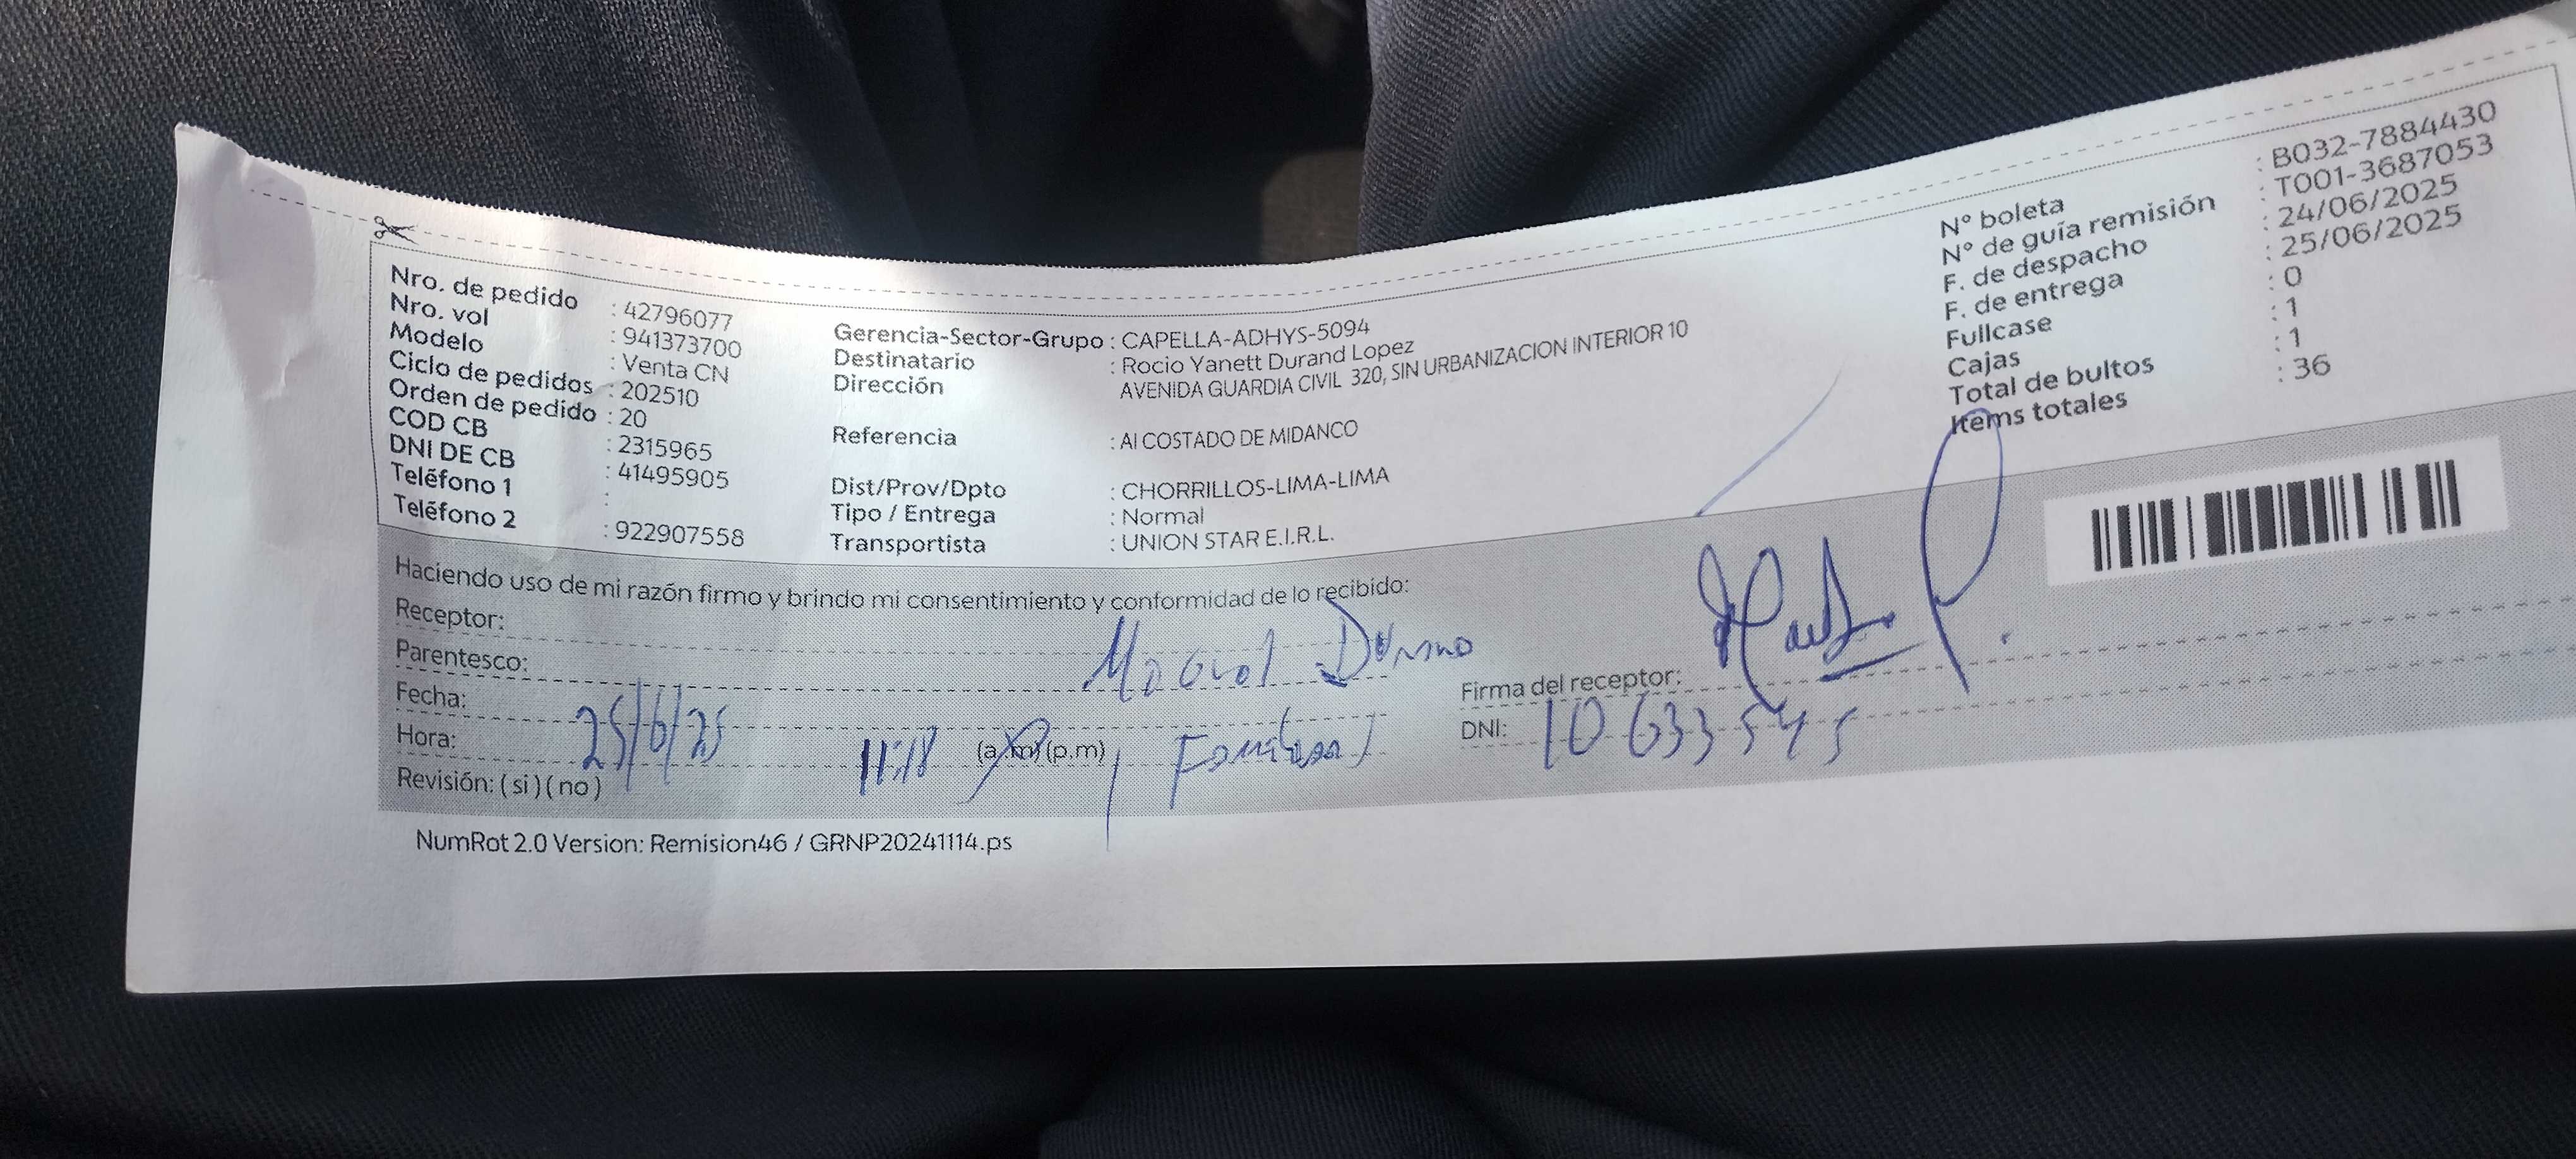 Nro. de pedido : 42796077
Nro. vol : 941373700
Modelo : Venta CN
Ciclo de pedidos : 202510
Orden de pedido : 20
COD CB : 2315965
DNI DE CB : 41495905
Teléfono 1 :
Teléfono 2 : 922907558
Gerencia-Sector-Grupo : CAPELLA-ADHYS-5094
Destinatario : Rocio Yanett Durand Lopez
Dirección AVENIDA GUARDIA CIVIL 320, SIN URBANIZACION INTERIOR 10
Referencia : Al COSTADO DE MIDANCO
Dist/Prov/Dpto : CHORRILLOS-LIMA-LIMA
Tipo / Entrega : Normal
Transportista : UNION STAR E.I.R.L.
N° boleta : B032-7884430
N° de guía remisión : T001-3687053
F. de despacho : 24/06/2025
F. de entrega : 25/06/2025
Fullcase : 0
Cajas : 1
Total de bultos : 1
Items totales : 36
Haciendo uso de mi razón firmo y brindo mi consentimiento y conformidad de lo recibido:
Receptor:
Parentesco:
Fecha: 25/6/25
Hora: 11:18 (a.m) (p.m)
Revisión: ( si ) ( no )
Firma del receptor:
DNI: 10633545
NumRot 2.0 Version: Remision46 / GRNP20241114.ps